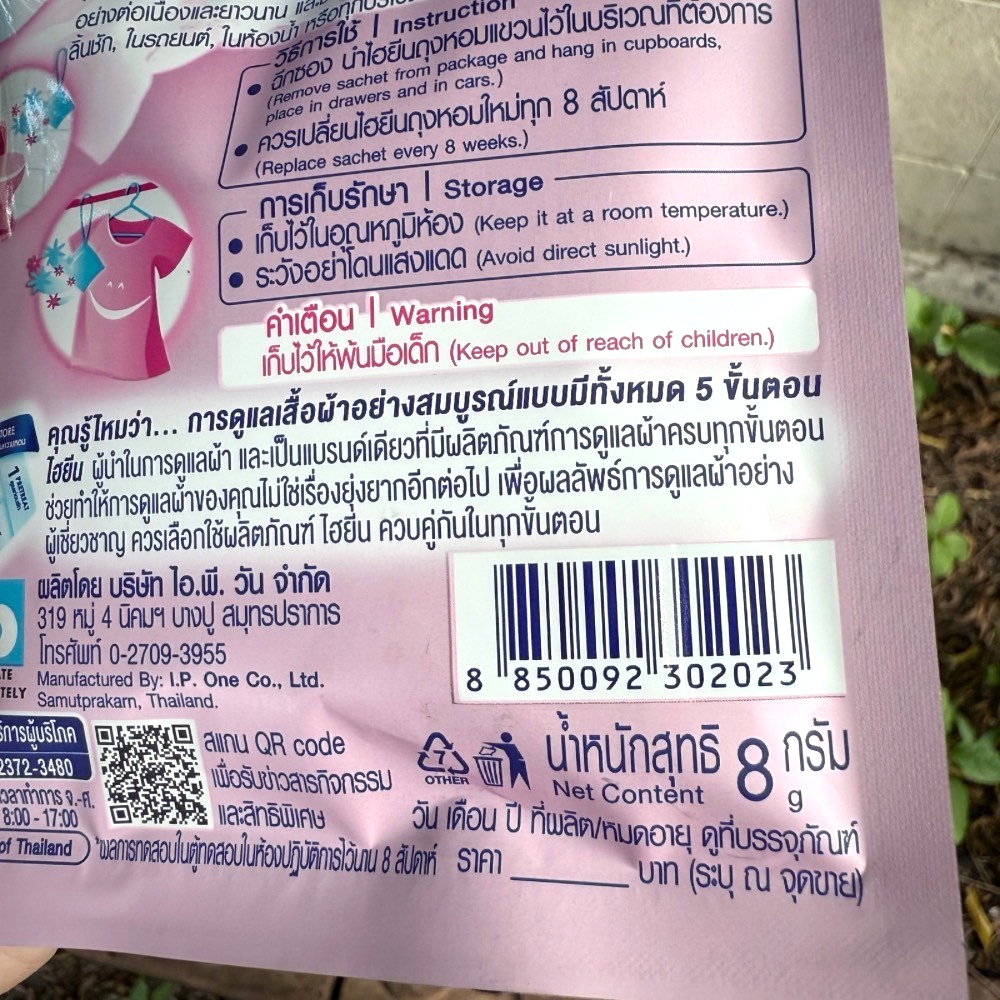 อย่างต่อเนื่องและยาวนาน
ลิ้นชัก, ในรถยนต์, ในห้องน้ำ
วิธีการใช้ | Instruction
• ฉีกซอง นำไฮยีนถุงหอมแขวนไว้ในบริเวณที่ต้องการ
(Remove sachet from package and hang in cupboards,
place in drawers and in cars.)
• ควรเปลี่ยนไฮยีนถุงหอมใหม่ทุก 8 สัปดาห์
(Replace sachet every 8 weeks.)
การเก็บรักษา | Storage
• เก็บไว้ในอุณหภูมิห้อง (Keep it at a room temperature.)
• ระวังอย่าโดนแสงแดด (Avoid direct sunlight.)
คำเตือน | Warning
เก็บไว้ให้พ้นมือเด็ก (Keep out of reach of children.)
คุณรู้ไหมว่า... การดูแลเสื้อผ้าอย่างสมบูรณ์แบบมีทั้งหมด 5 ขั้นตอน
ไฮยีน ผู้นำในการดูแลผ้า และเป็นแบรนด์เดียวที่มีผลิตภัณฑ์การดูแลผ้าครบทุกขั้นตอน
ช่วยทำให้การดูแลผ้าของคุณไม่ใช่เรื่องยุ่งยากอีกต่อไป เพื่อผลลัพธ์การดูแลผ้าอย่าง
ผู้เชี่ยวชาญ ควรเลือกใช้ผลิตภัณฑ์ ไฮยีน ควบคู่กันในทุกขั้นตอน
1 PRETREAT
ผลิตโดย บริษัท ไอ.พี. วัน จำกัด
319 หมู่ 4 นิคมฯ บางปู สมุทรปราการ
โทรศัพท์ 0-2709-3955
Manufactured By: I.P. One Co., Ltd.
Samutprakarn, Thailand.
8 850092 302023
2372-3480
จ.-ศ.
8:00 - 17:00
of Thailand
สแกน QR code
เพื่อรับข่าวสารกิจกรรม
และสิทธิพิเศษ
7
OTHER
น้ำหนักสุทธิ 8 กรัม
Net Content g
วัน เดือน ปี ที่ผลิต/หมดอายุ ดูที่บรรจุภัณฑ์
*ผลการทดสอบในตู้ทดสอบในห้องปฏิบัติการไว้นาน 8 สัปดาห์
ราคา ________ บาท (ระบุ ณ จุดขาย)